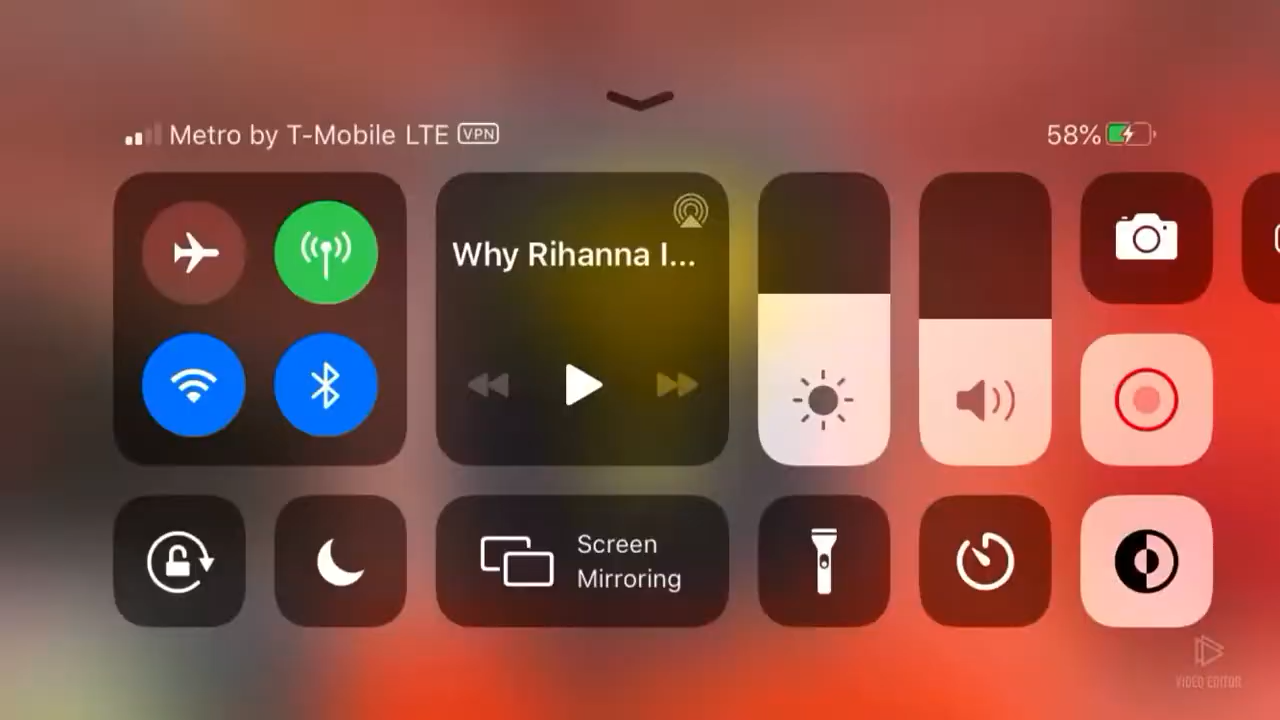 Metro by T-Mobile LTE VPN
58%
Why Rihanna I...
Screen
Mirroring
VIDEO EDITOR